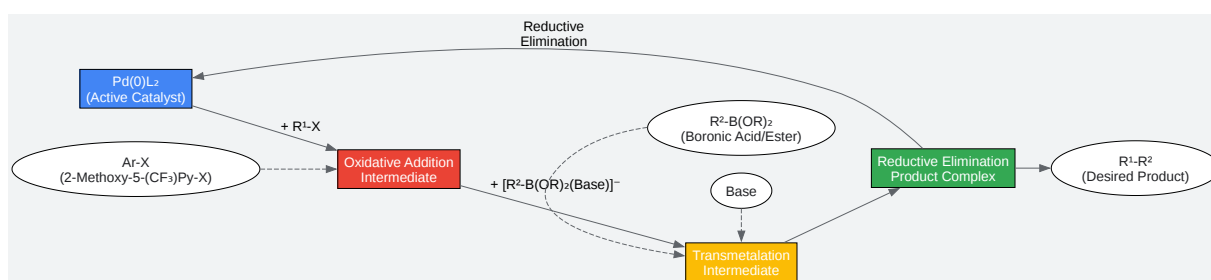 Reductive
Elimination
Pd(0)L₂
(Active Catalyst)
+ R¹-X
R²-B(OR)₂
(Boronic Acid/Ester)
Ar-X
(2-Methoxy-5-(CF₃)Py-X)
Oxidative Addition
Intermediate
Reductive Elimination
Product Complex
R¹-R²
(Desired Product)
+ [R²-B(OR)₂(Base)]⁻
Base
Transmetalation
Intermediate